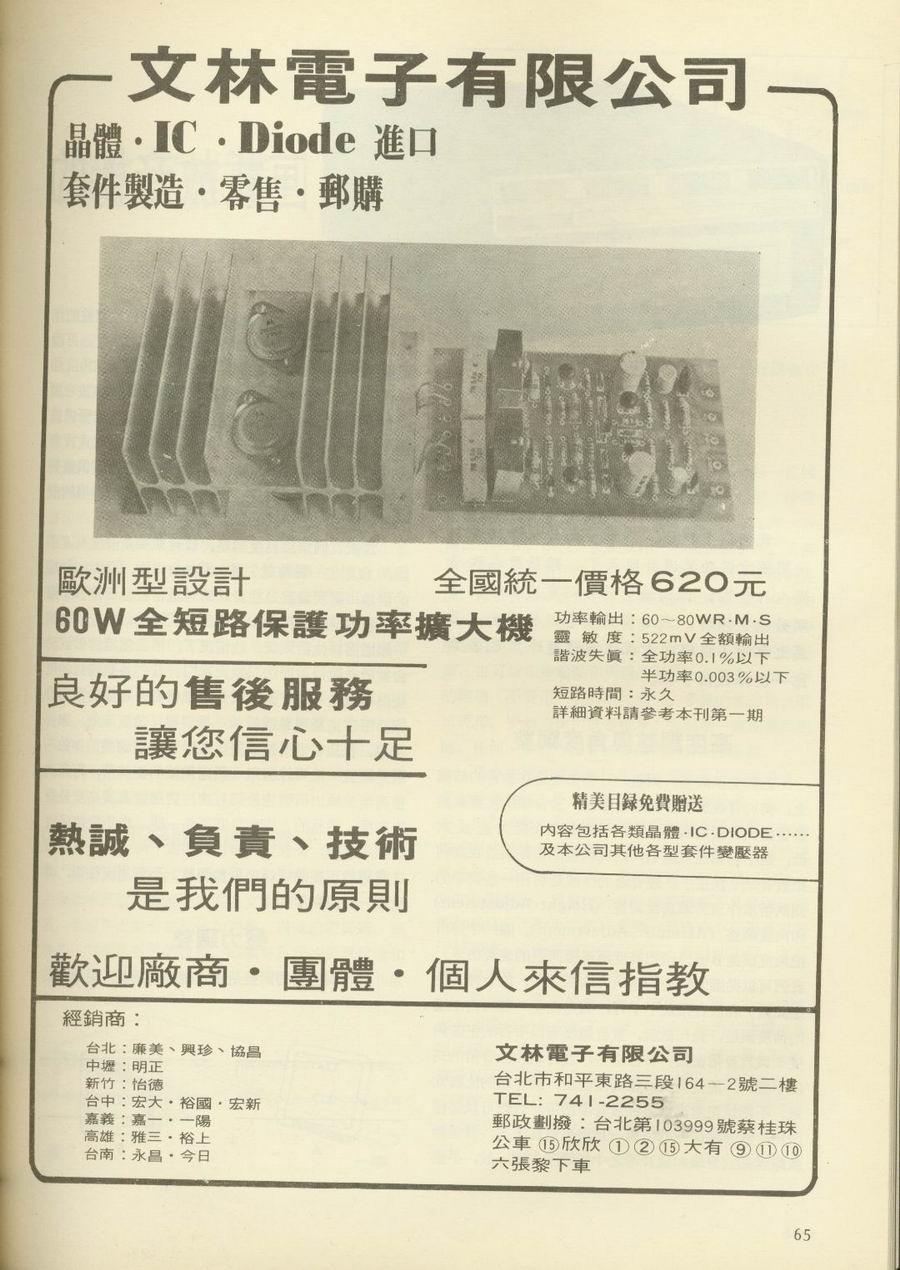 文林電子有限公司
晶體·IC·Diode 進口
套件製造·零售·郵購
歐洲型設計
全國統一價格620元
60W全短路保護功率擴大機
功率輸出：60～80WR·M·S
靈敏度：522mV全額輸出
諧波失眞：全功率0.1%以下
半功率0.003%以下
短路時間：永久
詳細資料請參考本刊第一期
良好的售後服務
讓您信心十足
精美目録免費贈送
內容包括各類晶體·IC·DIODE……
及本公司其他各型套件變壓器
熱誠、負責、技術
是我們的原則
歡迎廠商·團體·個人來信指教
經銷商：
台北：廉美、興珍、協昌
中壢：明正
新竹：怡德
台中：宏大·裕國·宏新
嘉義：嘉一·一陽
高雄：雅三·裕上
台南：永昌·今日
文林電子有限公司
台北市和平東路三段164—2號二樓
TEL: 741-2255
郵政劃撥：台北第103999號蔡桂珠
公車⑮欣欣①②⑮大有⑨⑪⑩
六張黎下車
65